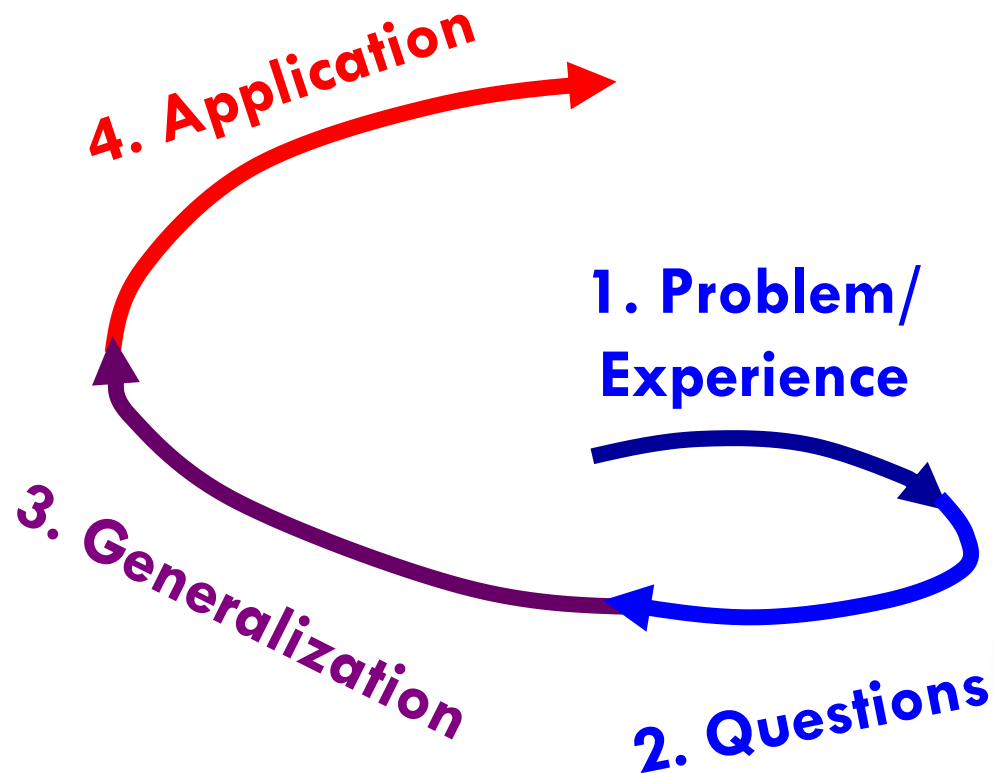 1. Problem/
Experience
2. Questions
3. Generalization
4. Application